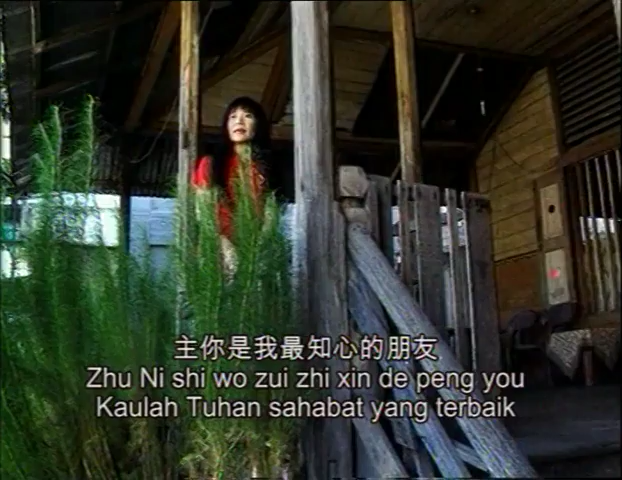 主你是我最知心的朋友
Zhu Ni shi wo zui zhi xin de peng you
Kaulah Tuhan sahabat yang terbaik